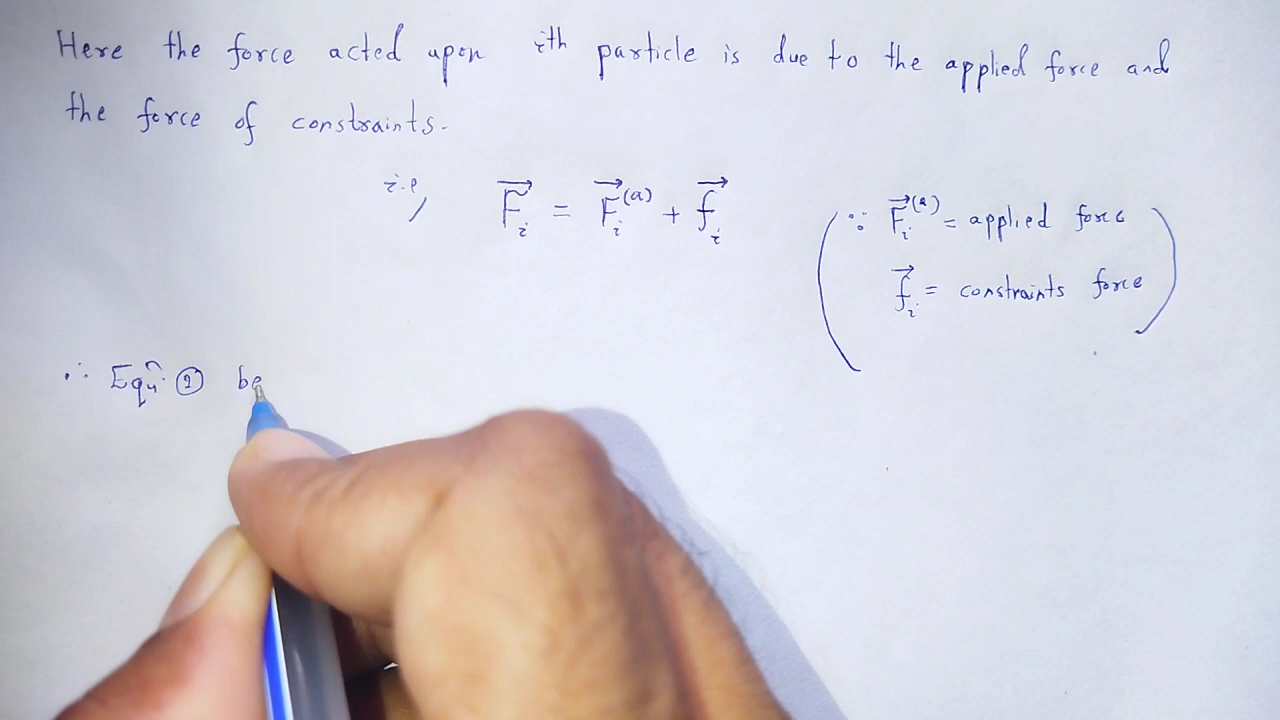 Here the force acted upon ith particle is due to the applied force and
the force of constraints.
i.e, F⃗ᵢ = F⃗ᵢ⁽ᵃ⁾ + f⃗ᵢ
(∵ F⃗ᵢ⁽ᵃ⁾ = applied force
f⃗ᵢ = constraints force)
∴ Eqn. ② be